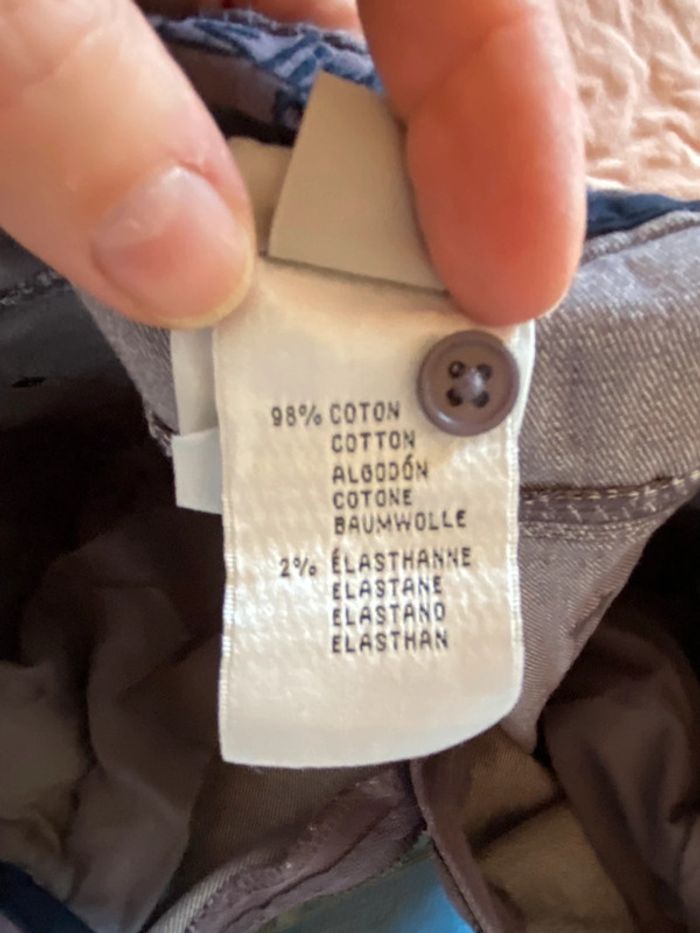 98% COTON
COTTON
ALGODÓN
COTONE
BAUMWOLLE
2% ÉLASTHANNE
ELASTANE
ELASTANO
ELASTHAN